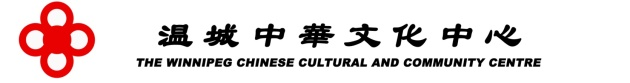 温城中華文化中心
THE WINNIPEG CHINESE CULTURAL AND COMMUNITY CENTRE